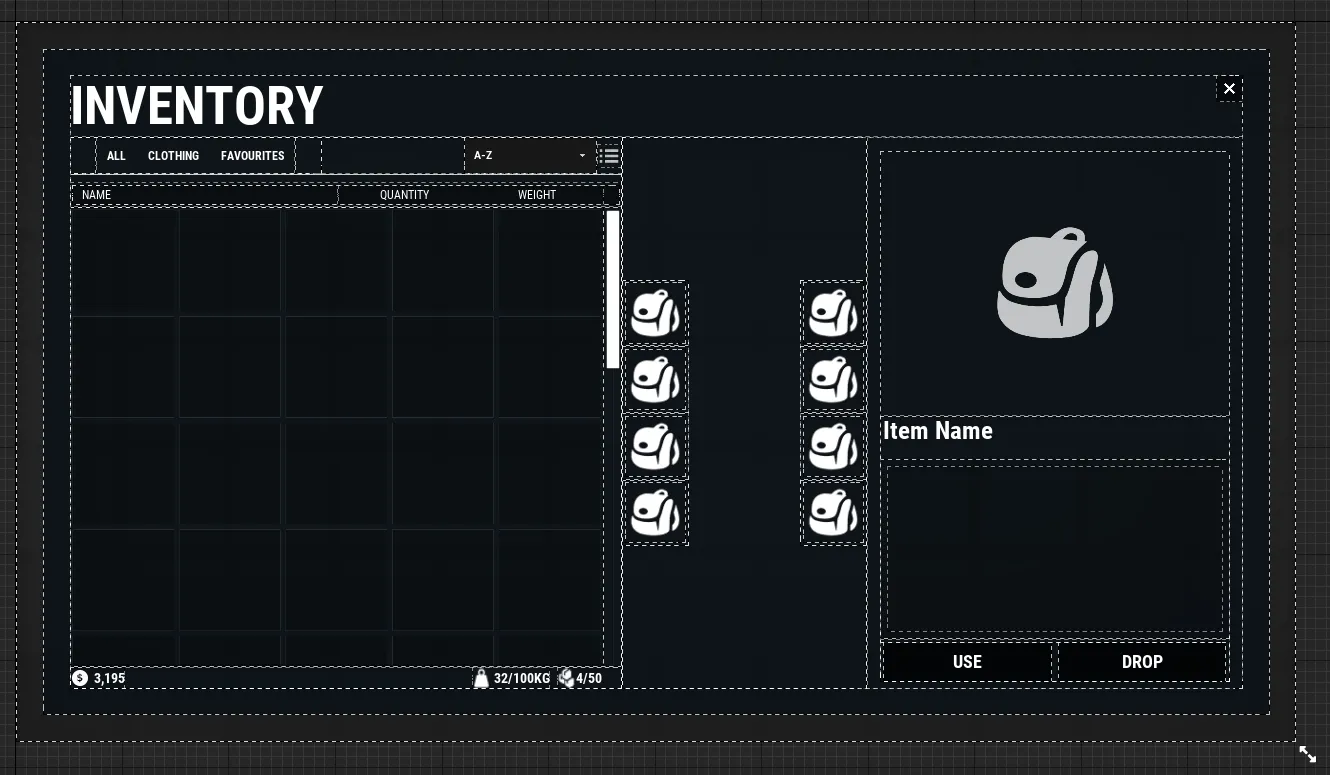 INVENTORY
ALL CLOTHING FAVOURITES A-Z
NAME QUANTITY WEIGHT
Item Name
USE DROP
$ 3,195 32/100KG 4/50